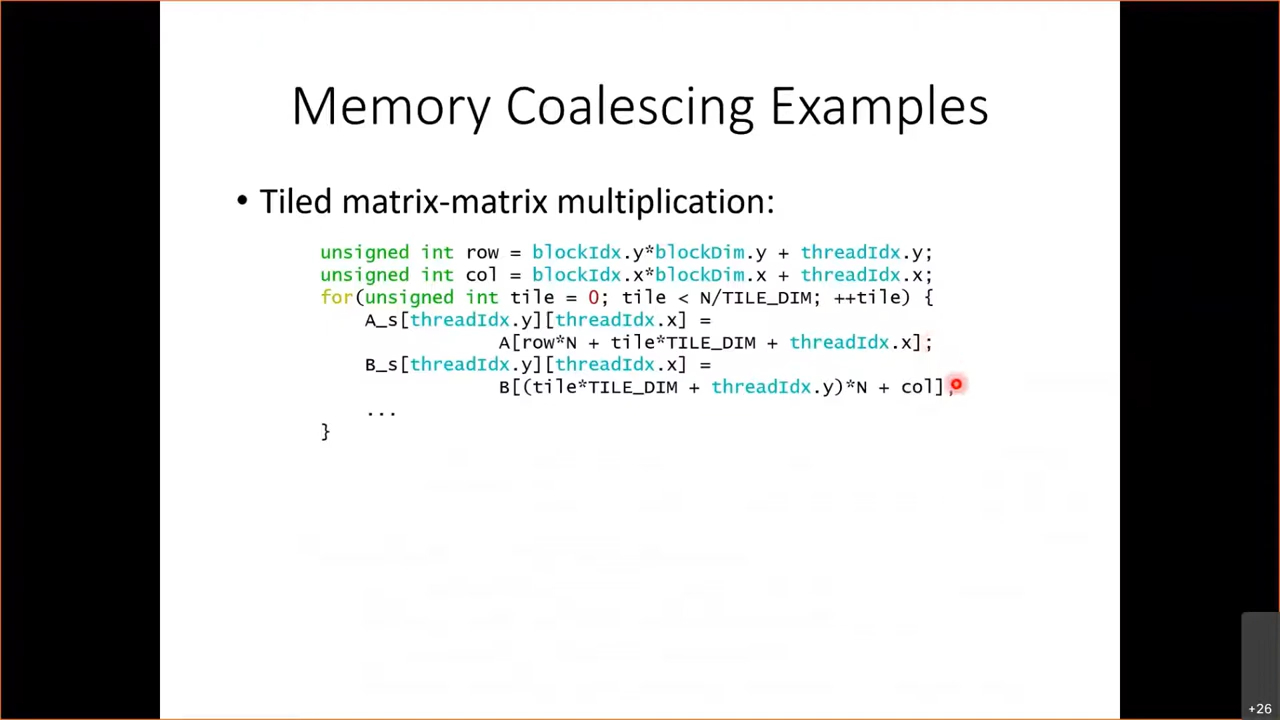 Memory Coalescing Examples
• Tiled matrix-matrix multiplication:
unsigned int row = blockIdx.y*blockDim.y + threadIdx.y;
unsigned int col = blockIdx.x*blockDim.x + threadIdx.x;
for(unsigned int tile = 0; tile < N/TILE_DIM; ++tile) {
A_s[threadIdx.y][threadIdx.x] =
A[row*N + tile*TILE_DIM + threadIdx.x];
B_s[threadIdx.y][threadIdx.x] =
B[(tile*TILE_DIM + threadIdx.y)*N + col];
...
}
+26